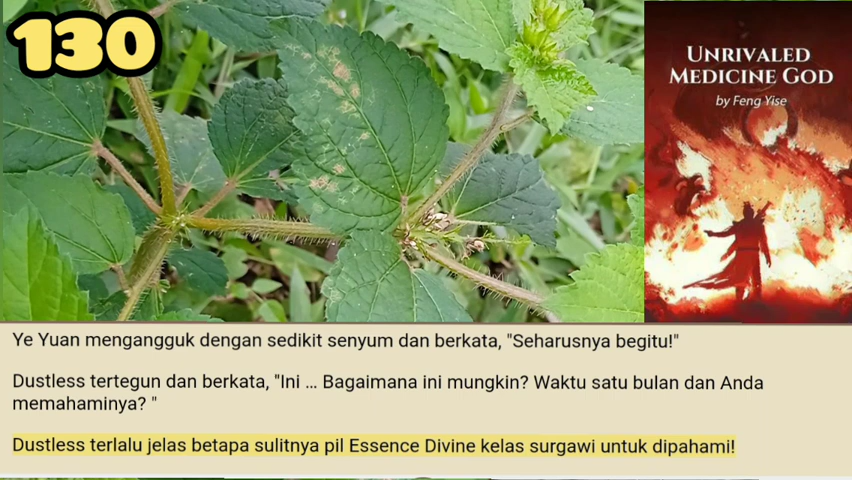 130
UNRIVALED
MEDICINE GOD
by Feng Yise
Ye Yuan mengangguk dengan sedikit senyum dan berkata, "Seharusnya begitu!"
Dustless tertegun dan berkata, "Ini ... Bagaimana ini mungkin? Waktu satu bulan dan Anda
memahaminya? "
Dustless terlalu jelas betapa sulitnya pil Essence Divine kelas surgawi untuk dipahami!